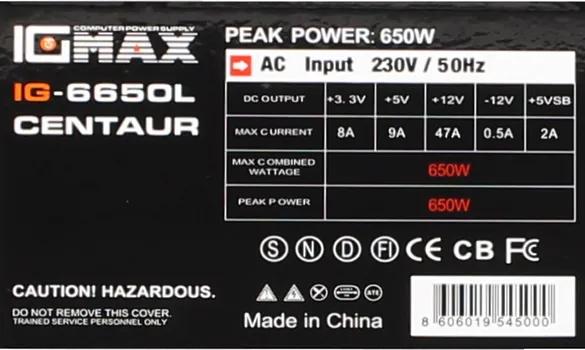 COMPUTER POWER SUPPLY
IGMAX
IG-6650L
CENTAUR
PEAK POWER: 650W
AC Input 230V / 50Hz
DC OUTPUT +3.3V +5V +12V -12V +5VSB
MAX CURRENT 8A 9A 47A 0.5A 2A
MAX COMBINED
WATTAGE 650W
PEAK POWER 650W
S N D FI CE CB FC
CAUTION! HAZARDOUS.
DO NOT REMOVE THIS COVER.
TRAINED SERVICE PERSONNEL ONLY
Made in China
8 606019 545000